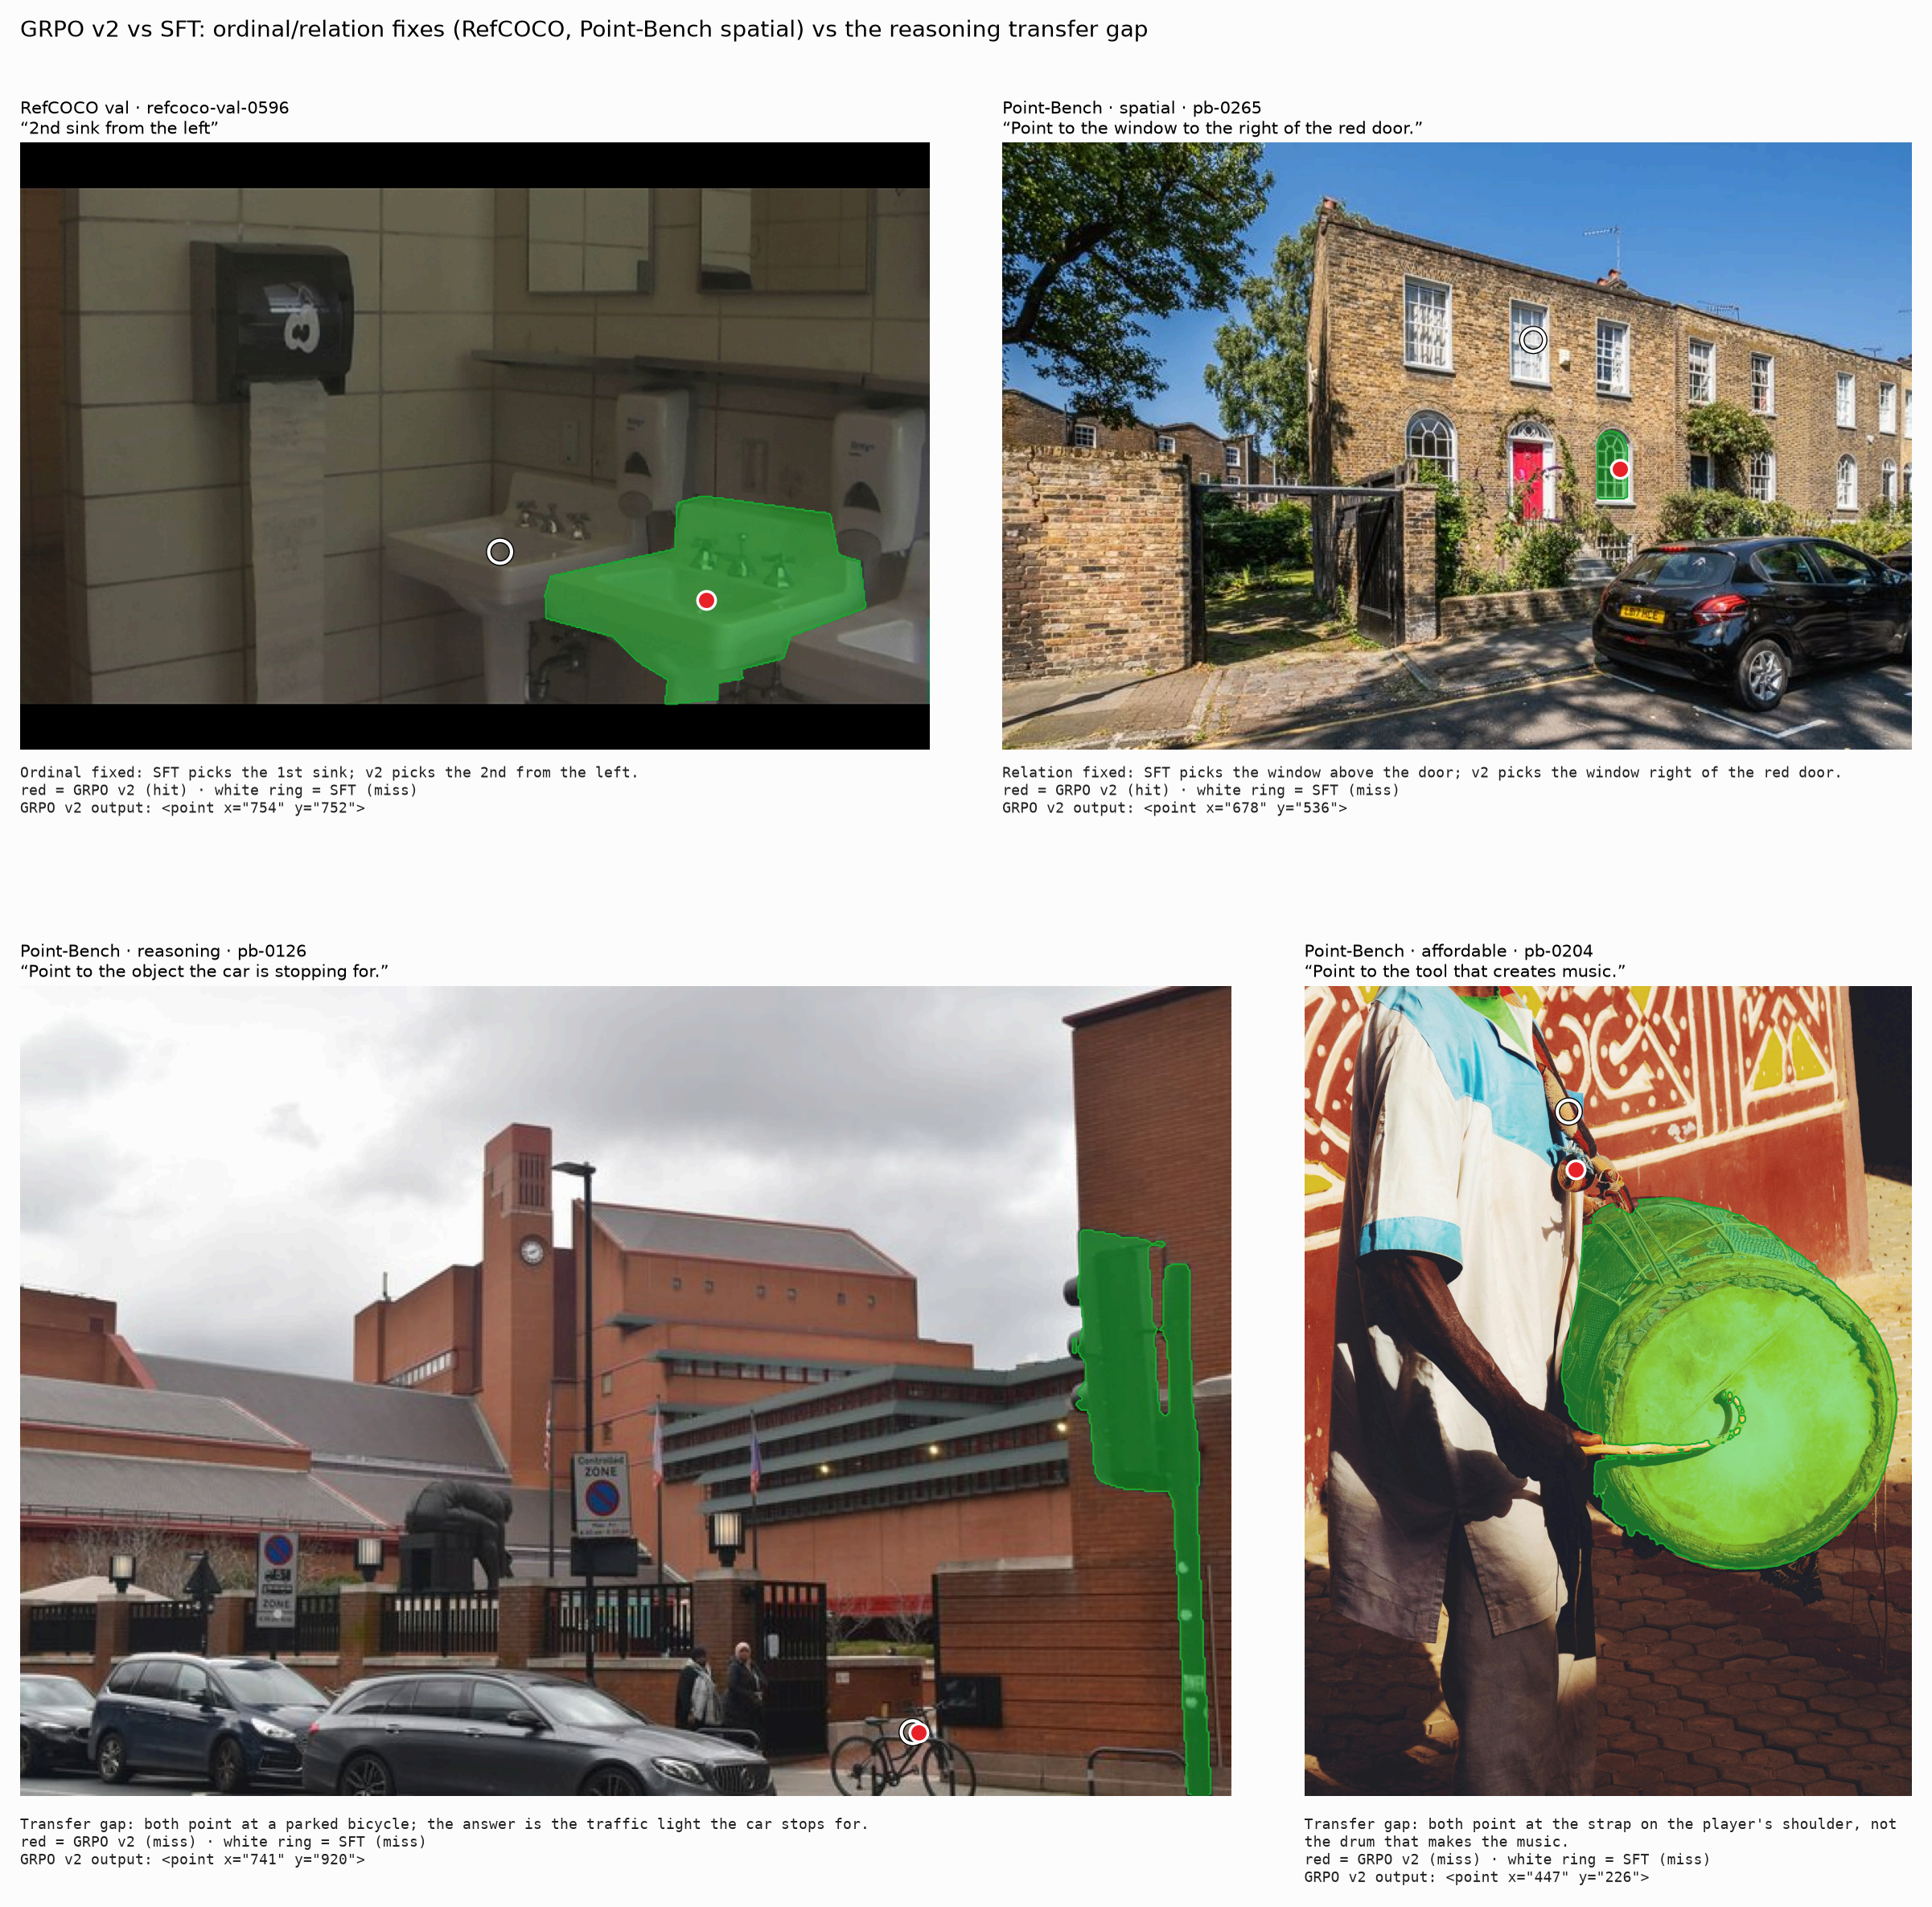 GRPO v2 vs SFT: ordinal/relation fixes (RefCOCO, Point-Bench spatial) vs the reasoning transfer gap
RefCOCO val · refcoco-val-0596
“2nd sink from the left”
Ordinal fixed: SFT picks the 1st sink; v2 picks the 2nd from the left.
red = GRPO v2 (hit) · white ring = SFT (miss)
GRPO v2 output: <point x="754" y="752">
Point-Bench · spatial · pb-0265
“Point to the window to the right of the red door.”
Relation fixed: SFT picks the window above the door; v2 picks the window right of the red door.
red = GRPO v2 (hit) · white ring = SFT (miss)
GRPO v2 output: <point x="678" y="536">
Point-Bench · reasoning · pb-0126
“Point to the object the car is stopping for.”
Controlled
ZONE
ZONE
Transfer gap: both point at a parked bicycle; the answer is the traffic light the car stops for.
red = GRPO v2 (miss) · white ring = SFT (miss)
GRPO v2 output: <point x="741" y="920">
Point-Bench · affordable · pb-0204
“Point to the tool that creates music.”
Transfer gap: both point at the strap on the player's shoulder, not
the drum that makes the music.
red = GRPO v2 (miss) · white ring = SFT (miss)
GRPO v2 output: <point x="447" y="226">